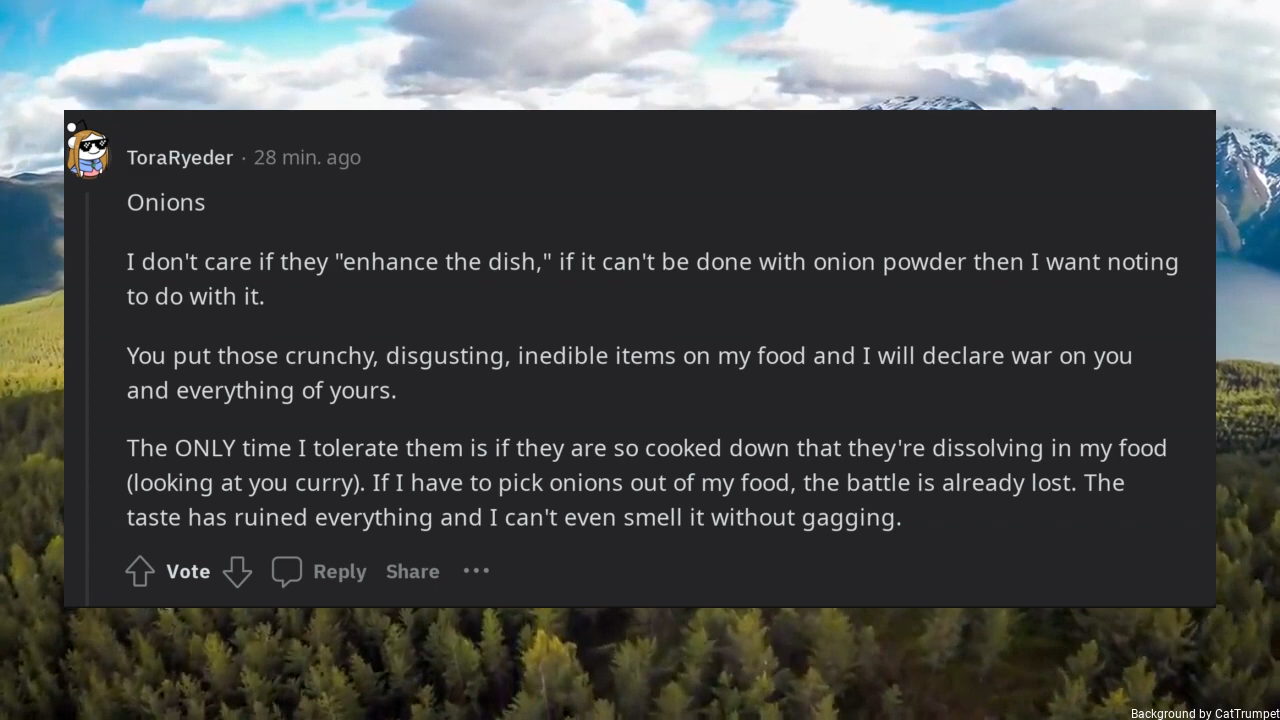 ToraRyeder · 28 min. ago
Onions
I don't care if they "enhance the dish," if it can't be done with onion powder then I want noting
to do with it.
You put those crunchy, disgusting, inedible items on my food and I will declare war on you
and everything of yours.
The ONLY time I tolerate them is if they are so cooked down that they're dissolving in my food
(looking at you curry). If I have to pick onions out of my food, the battle is already lost. The
taste has ruined everything and I can't even smell it without gagging.
Vote Reply Share ···
Background by CatTrumpet